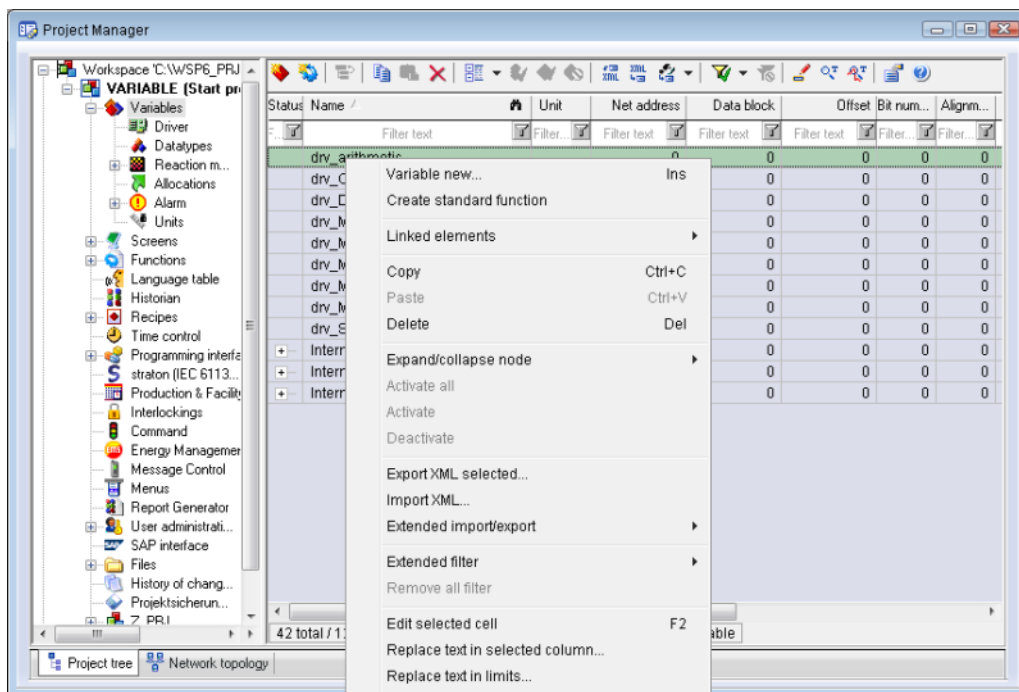 Project Manager
Workspace 'C:\WSP6_PRJ
VARIABLE (Start pr
Variables
Driver
Datatypes
Reaction m...
Allocations
Alarm
Units
Screens
Functions
Language table
Historian
Recipes
Time control
Programming interfa
straton (IEC 6113...
Production & Facility
Interlockings
Command
Energy Managemer
Message Control
Menus
Report Generator
User administrati...
SAP interface
Files
History of chang...
Projektsicherun...
Z_PRJ
Project tree Network topology
Status Name Unit Net address Data block Offset Bit num... Alignm...
F... Filter text Filter... Filter text Filter text Filter text Filter... Filter...
drv_arithmetic 0 0 0 0 0
drv_C 0 0 0 0
drv_D 0 0 0 0
drv_M 0 0 0 0
drv_M 0 0 0 0
drv_M 0 0 0 0
drv_M 0 0 0 0
drv_M 0 0 0 0
drv_S 0 0 0 0
Interr 0 0 0 0
Interr 0 0 0 0
Interr 0 0 0 0
42 total / 1
able
Variable new... Ins
Create standard function
Linked elements
Copy Ctrl+C
Paste Ctrl+V
Delete Del
Expand/collapse node
Activate all
Activate
Deactivate
Export XML selected...
Import XML...
Extended import/export
Extended filter
Remove all filter
Edit selected cell F2
Replace text in selected column...
Replace text in limits...